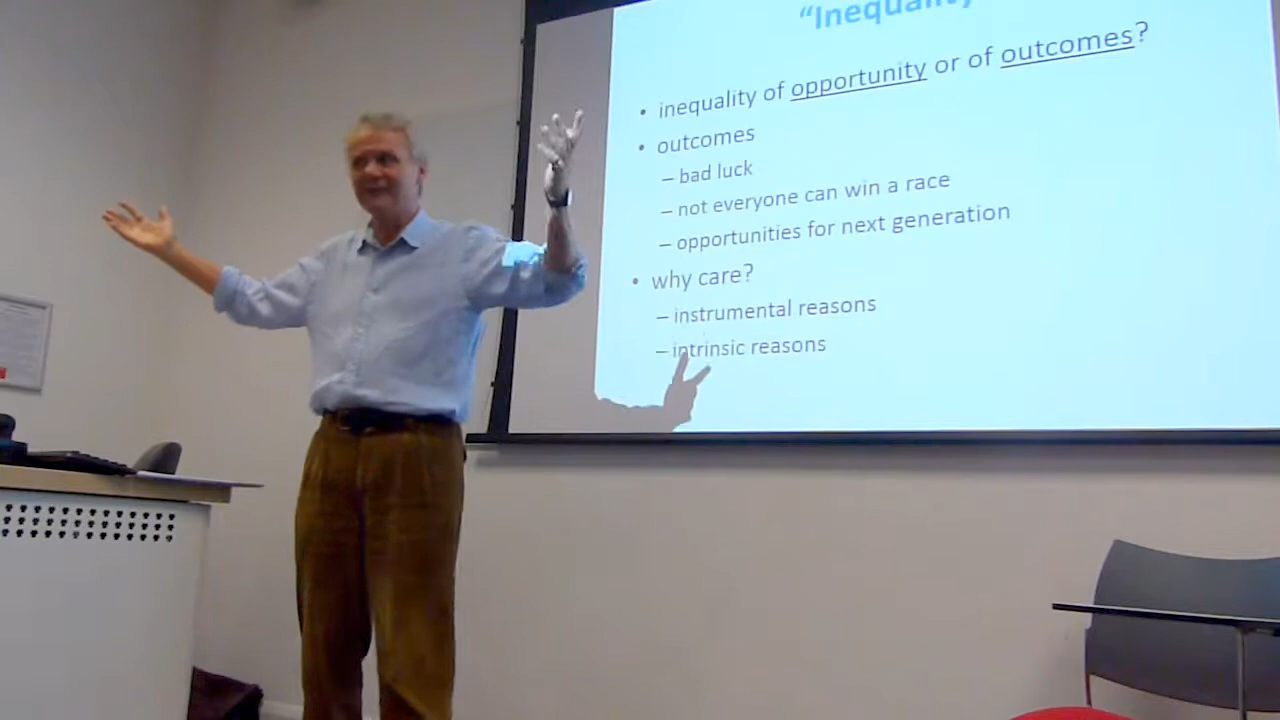 “Inequality
• inequality of opportunity or of outcomes?
• outcomes
– bad luck
– not everyone can win a race
– opportunities for next generation
• why care?
– instrumental reasons
– intrinsic reasons